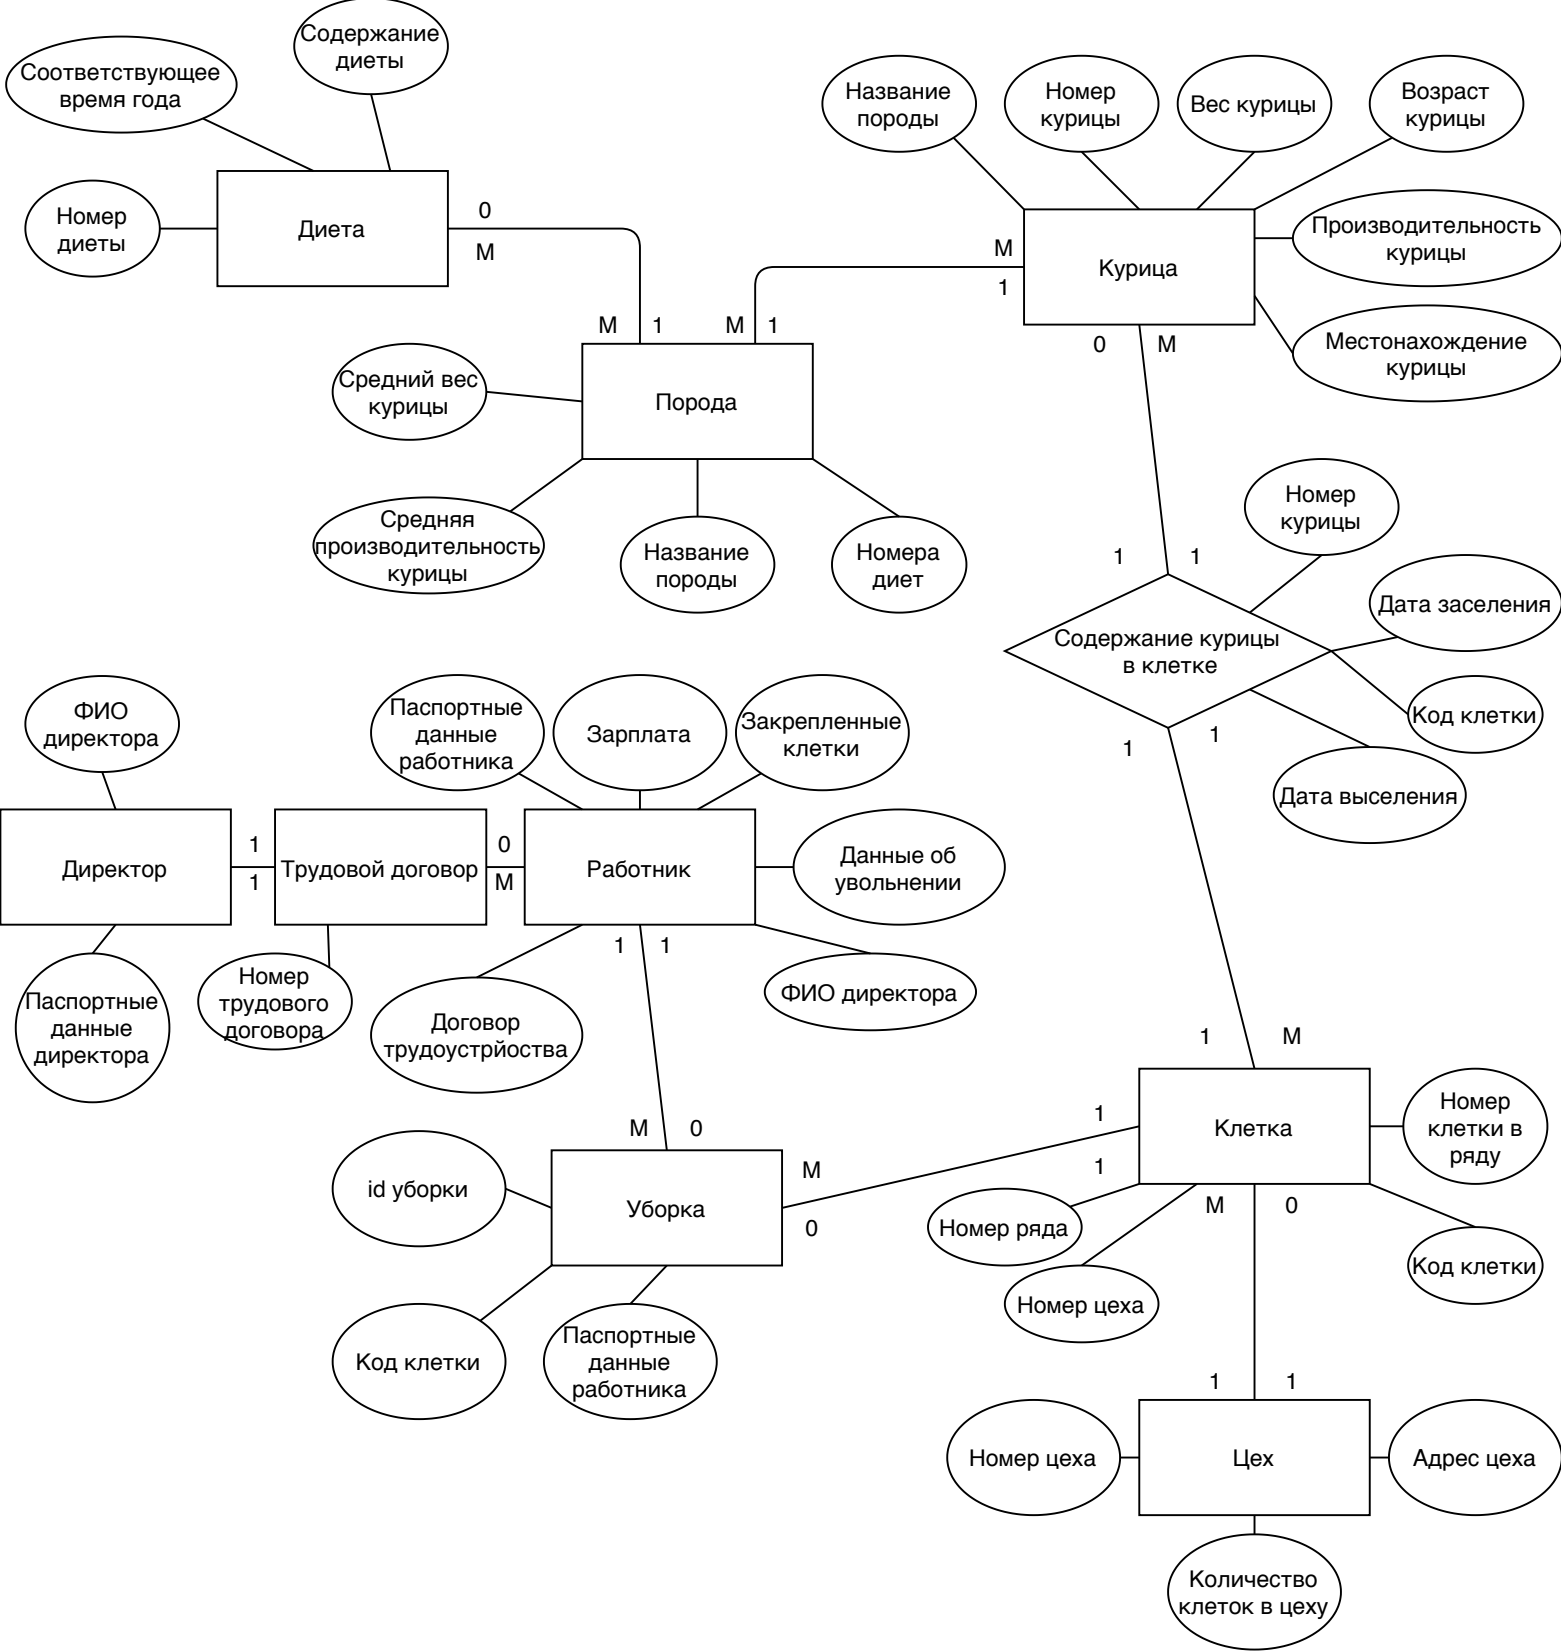 Содержание
диеты
Соответствующее
время года
Номер
диеты
Диета
0
М
М
1
М
1
Название
породы
Номер
курицы
Вес курицы
Возраст
курицы
Производительность
курицы
Местонахождение
курицы
М
1
Курица
0
М
Средний вес
курицы
Порода
Средняя
производительность
курицы
Название
породы
Номера
диет
Номер
курицы
1
1
Дата заселения
Содержание курицы
в клетке
Код клетки
1
1
Дата выселения
ФИО
директора
Паспортные
данные
работника
Зарплата
Закрепленные
клетки
Директор
1
1
Трудовой договор
0
М
Работник
Данные об
увольнении
1
1
ФИО директора
Паспортные
данные
директора
Номер
трудового
договора
Договор
трудоустрйоства
1
М
М
0
1
М
1
Клетка
Номер
клетки в
ряду
id уборки
Уборка
0
Номер ряда
М
0
Код клетки
Номер цеха
Код клетки
Паспортные
данные
работника
1
1
Номер цеха
Цех
Адрес цеха
Количество
клеток в цеху